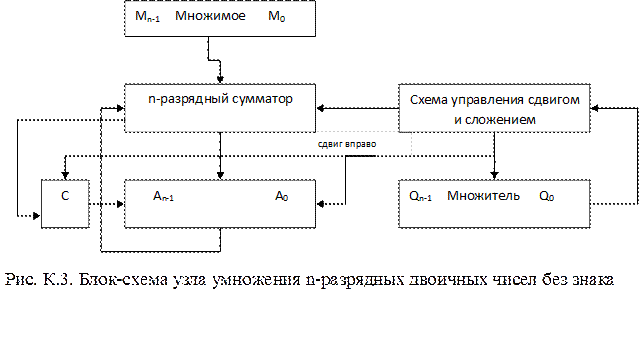 Mn-1 Множимое M0
n-разрядный сумматор
Схема управления сдвигом
и сложением
сдвиг вправо
C
An-1 A0
Qn-1 Множитель Q0
Рис. К.3. Блок-схема узла умножения n-разрядных двоичных чисел без знака